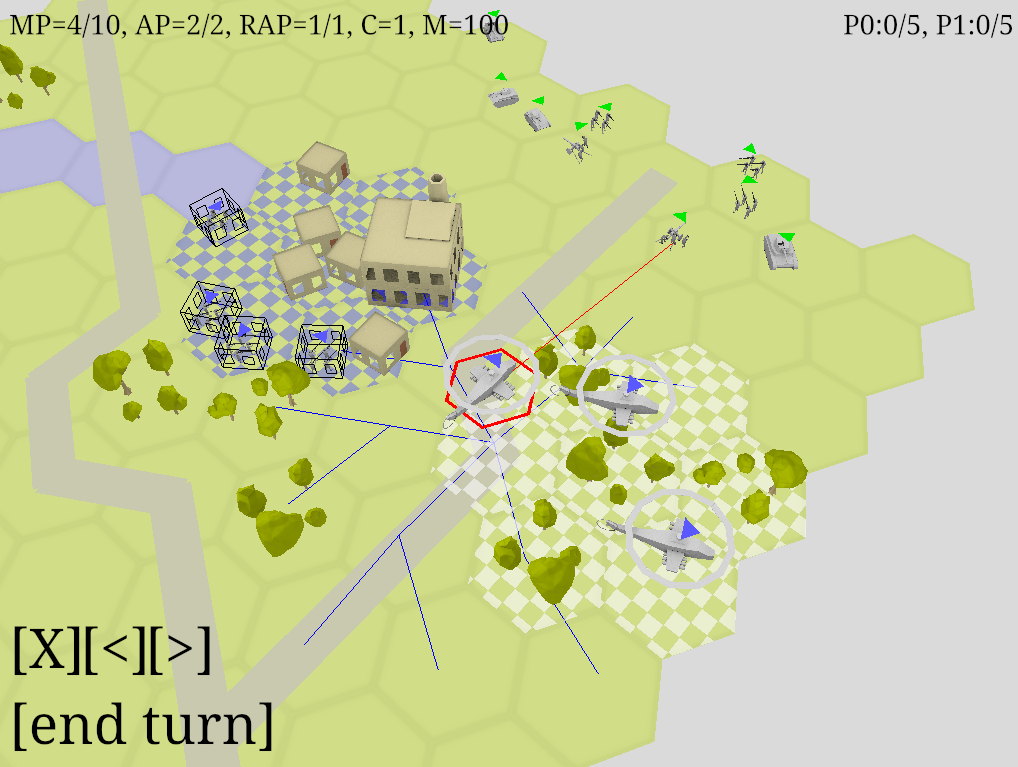 MP=4/10, AP=2/2, RAP=1/1, C=1, M=100
P0:0/5, P1:0/5
[X][<][>]
[end turn]